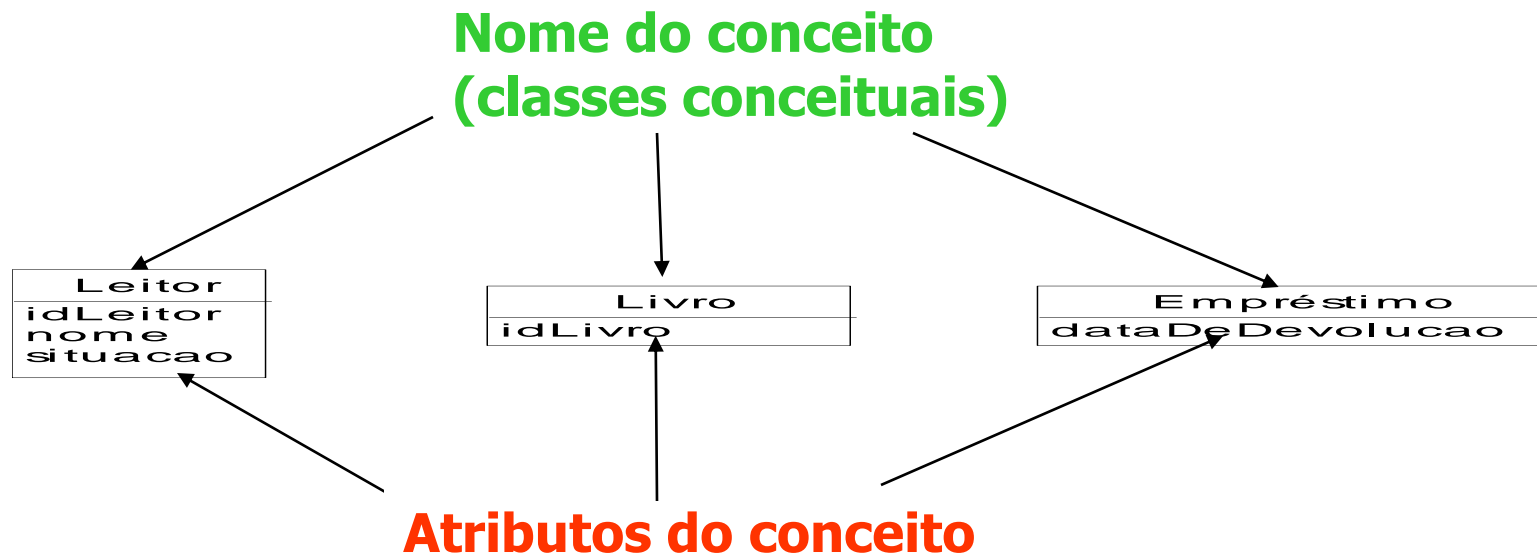 Nome do conceito
(classes conceituais)
Leitor
idLeitor
nome
situacao
Livro
idLivro
Empréstimo
dataDeDevolucao
Atributos do conceito